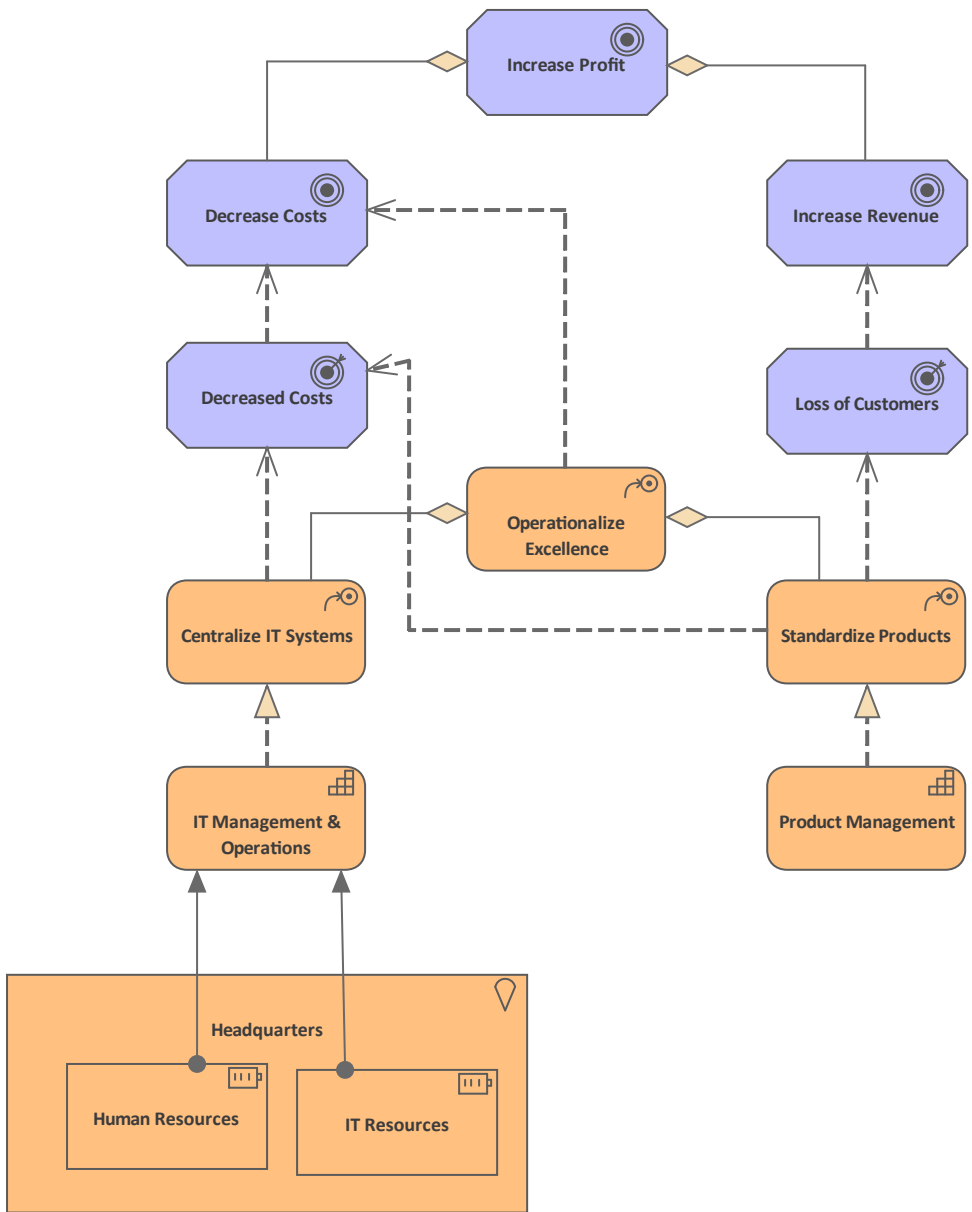 Increase Profit
Decrease Costs
Increase Revenue
Decreased Costs
Loss of Customers
Operationalize
Excellence
Centralize IT Systems
Standardize Products
IT Management &
Operations
Product Management
Headquarters
Human Resources
IT Resources